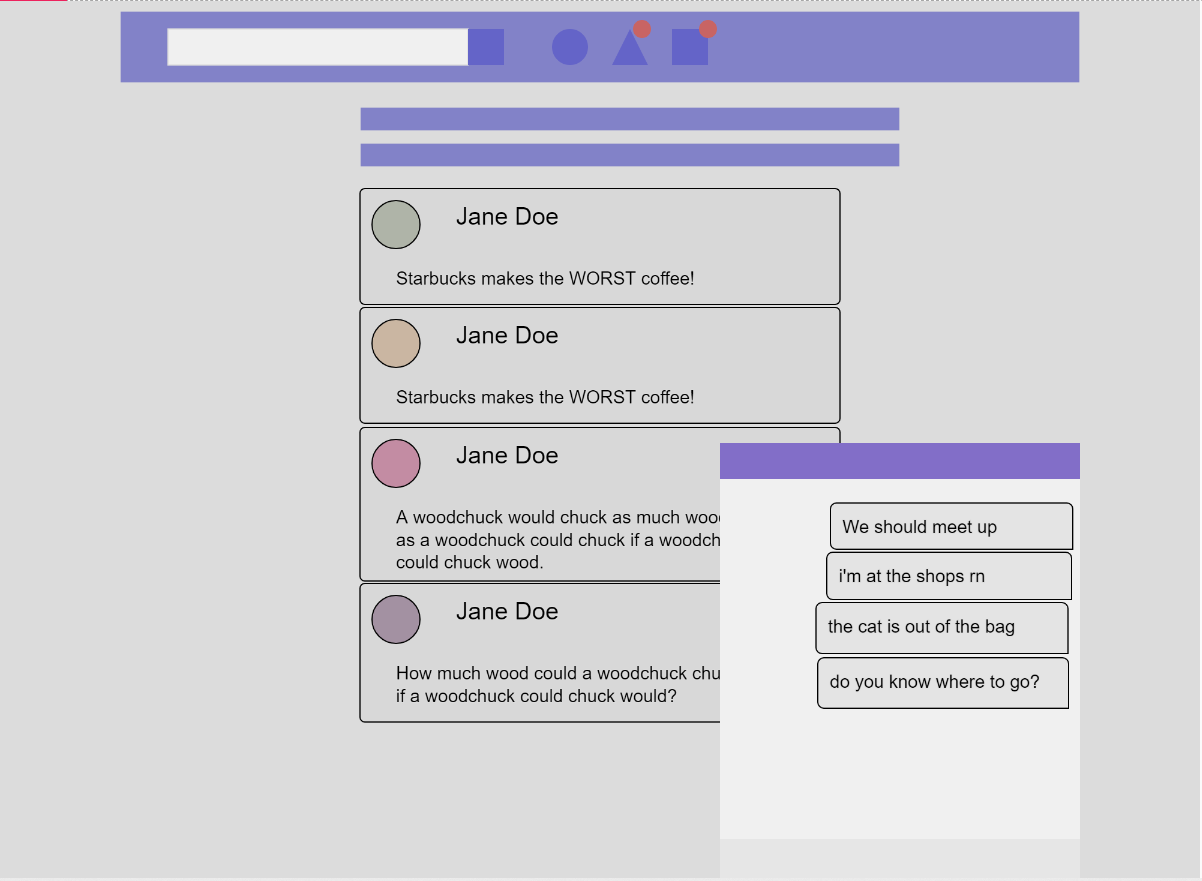 Jane Doe
Starbucks makes the WORST coffee!
Jane Doe
Starbucks makes the WORST coffee!
Jane Doe
A woodchuck would chuck as much
as a woodchuck could chuck if a
could chuck wood.
Jane Doe
How much wood could a woodchuck
if a woodchuck could chuck would?
We should meet up
i'm at the shops rn
the cat is out of the bag
do you know where to go?